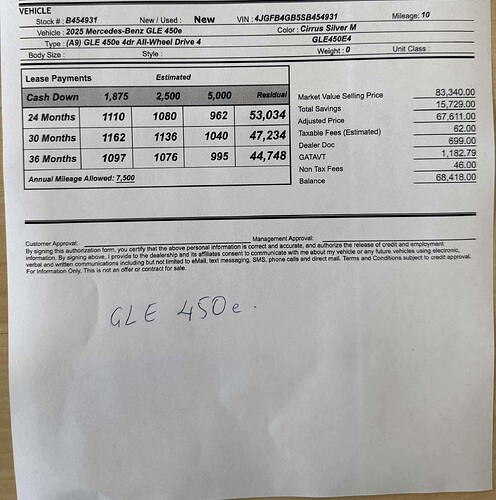 VEHICLE
Stock # : B454931 New / Used : New VIN : 4JGFB4GB5SB454931 Mileage: 10
Vehicle : 2025 Mercedes-Benz GLE 450e Color : Cirrus Silver M
Type : (A9) GLE 450e 4dr All-Wheel Drive 4 GLE450E4
Body Size : Style : Weight : 0 Unit Class :
Lease Payments Estimated
Cash Down 1,875 2,500 5,000 Residual
24 Months 1110 1080 962 53,034
30 Months 1162 1136 1040 47,234
36 Months 1097 1076 995 44,748
Annual Mileage Allowed: 7,500
Market Value Selling Price 83,340.00
Total Savings 15,729.00
Adjusted Price 67,611.00
Taxable Fees (Estimated) 62.00
Dealer Doc 699.00
GATAVT 1,182.79
Non Tax Fees 46.00
Balance 68,418.00
Customer Approval: Management Approval:
By signing this authorization form, you certify that the above personal information is correct and accurate, and authorize the release of credit and employment
information. By signing above, I provide to the dealership and its affiliates consent to communicate with me about my vehicle or any future vehicles using electronic,
verbal and written communications including but not limited to eMail, text messaging, SMS, phone calls and direct mail. Terms and Conditions subject to credit approval.
For Information Only. This is not an offer or contract for sale.
GLE 450e.